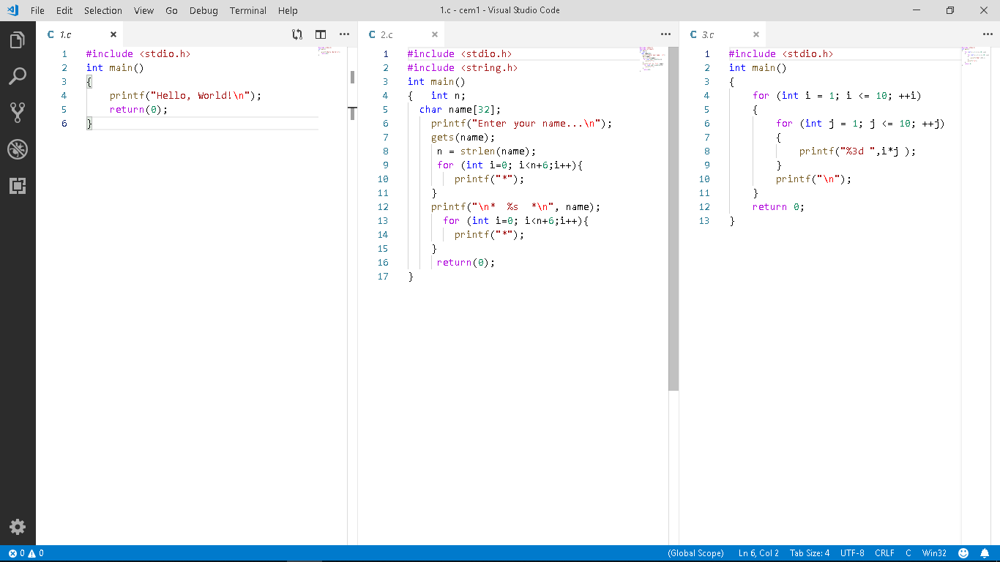 File Edit Selection View Go Debug Terminal Help
1.c - cem1 - Visual Studio Code
C 1.c ×
1 #include <stdio.h>
2 int main()
3 {
4     printf("Hello, World!\n");
5     return(0);
6 }
C 2.c ×
1 #include <stdio.h>
2 #include <string.h>
3 int main()
4 {   int n;
5   char name[32];
6     printf("Enter your name...\n");
7     gets(name);
8      n = strlen(name);
9      for (int i=0; i<n+6;i++){
10         printf("*");
11     }
12     printf("\n*  %s  *\n", name);
13       for (int i=0; i<n+6;i++){
14         printf("*");
15     }
16      return(0);
17 }
C 3.c ×
1 #include <stdio.h>
2 int main()
3 {
4     for (int i = 1; i <= 10; ++i)
5     {
6         for (int j = 1; j <= 10; ++j)
7         {
8             printf("%3d ",i*j );
9         }
10         printf("\n");
11     }
12     return 0;
13 }
0 0 (Global Scope) Ln 6, Col 2 Tab Size: 4 UTF-8 CRLF C Win32